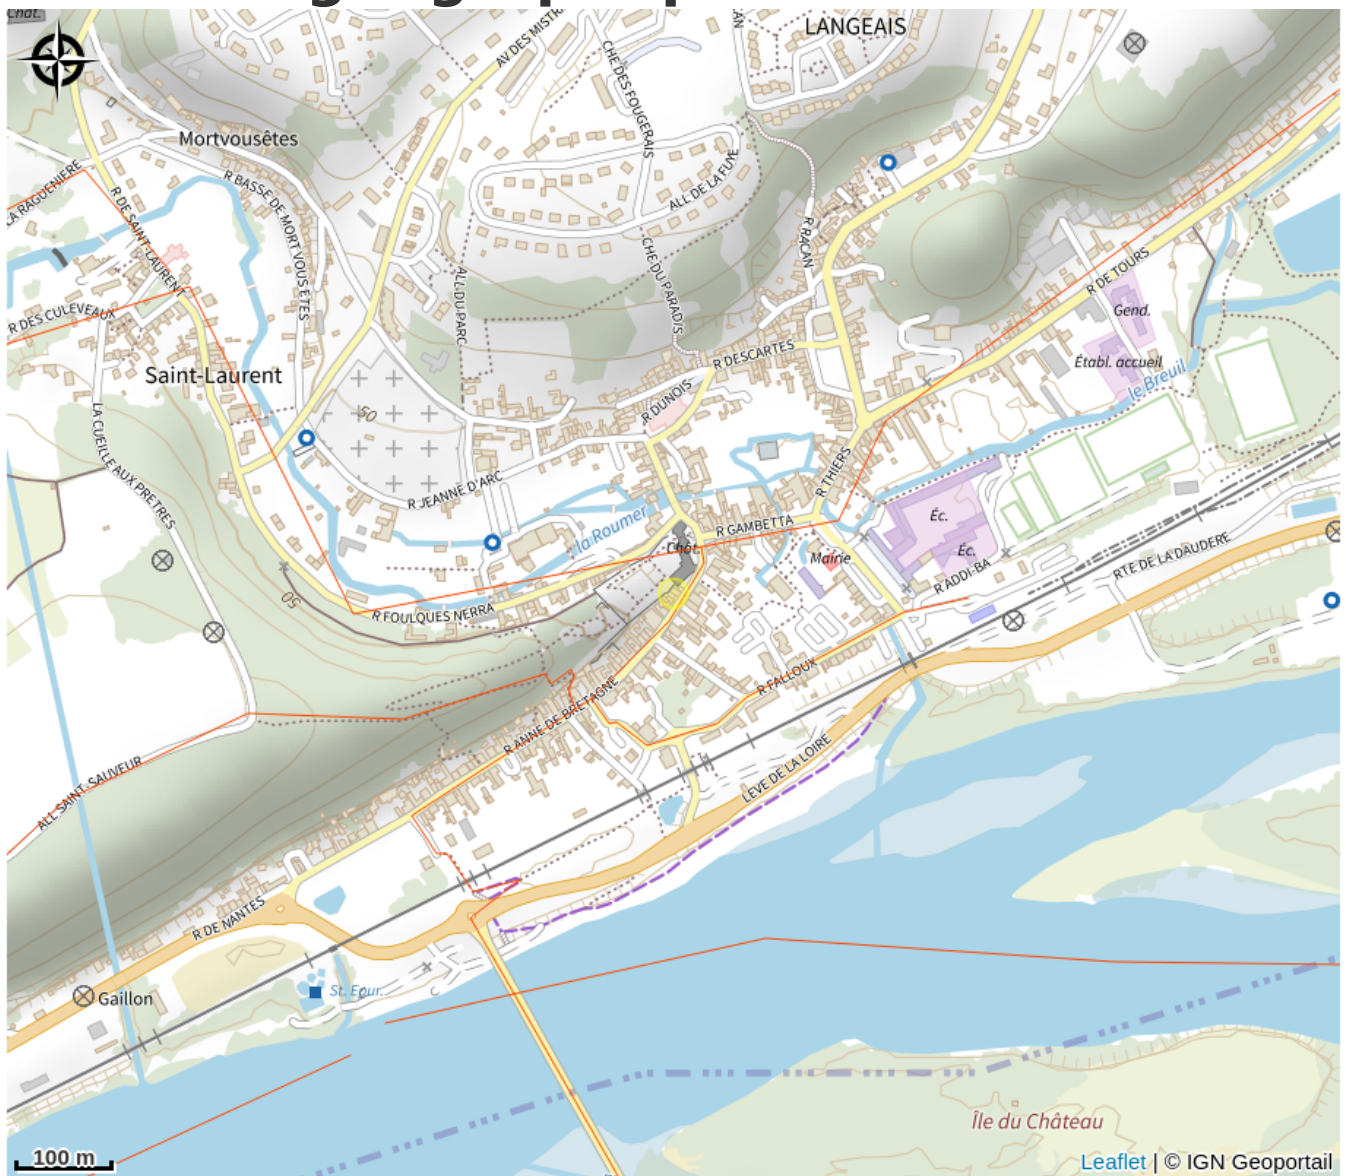 Chât.
LANGEAIS
AV DES MISTR
CHE DES FOUGERAIS
Mortvousêtes
R BASSE DE MORT VOUS ETES
LA RAGUENIERE
R DE SAINT-LAURENT
ALL DE LA FUYE
R RACAN
CHE DU PARADIS
ALL DU PARC
R DE TOURS
Gend.
R DES CULEVEAUX
Établ. accueil
R DESCARTES
Saint-Laurent
R DUNOIS
le Breuil
50
LA CUEILLE AUX PRETRES
R JEANNE D'ARC
R THIERS
la Roumer
R GAMBETTA
Éc.
Éc.
Chât.
Mairie
R ADDI-BA
RTE DE LA DAUDERE
50
R FOULQUES NERRA
R FALLOUX
R ANNE DE BRETAGNE
LEVE DE LA LOIRE
ALL SAINT-SAUVEUR
R DE NANTES
Gaillon
St. Epur.
Île du Château
100 m
Leaflet | © IGN Geoportail